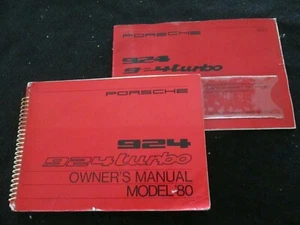 PORSCHE
924
924 turbo
PORSCHE
924
924 turbo
OWNER'S MANUAL
MODEL '80